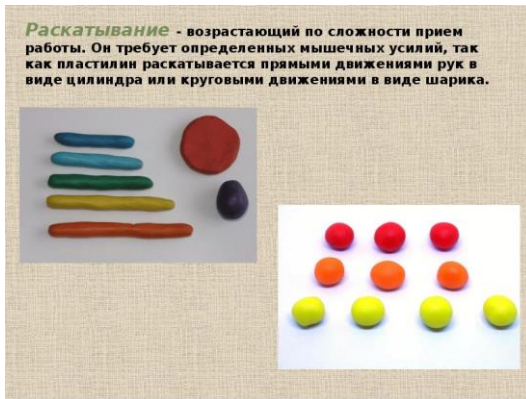 Раскатывание - возрастающий по сложности прием
работы. Он требует определенных мышечных усилий, так
как пластилин раскатывается прямыми движениями рук в
виде цилиндра или круговыми движениями в виде шарика.